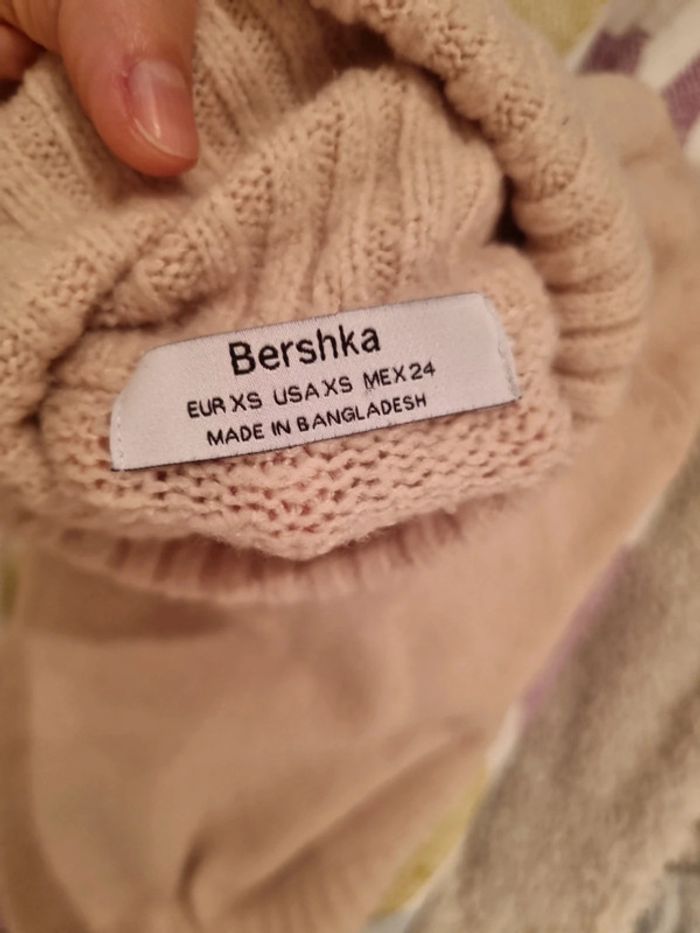 Bershka
EUR XS USA XS MEX 24
MADE IN BANGLADESH